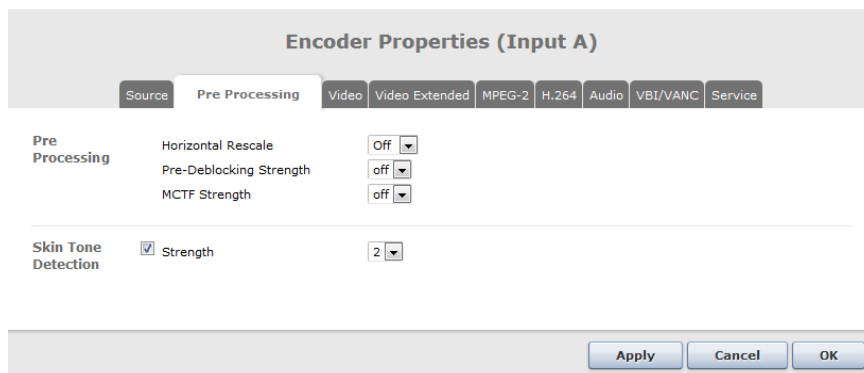 Encoder Properties (Input A)
Source Pre Processing Video Video Extended MPEG-2 H.264 Audio VBI/VANC Service
Pre
Processing
Horizontal Rescale Off
Pre-Deblocking Strength off
MCTF Strength off
Skin Tone
Detection
Strength 2
Apply Cancel OK